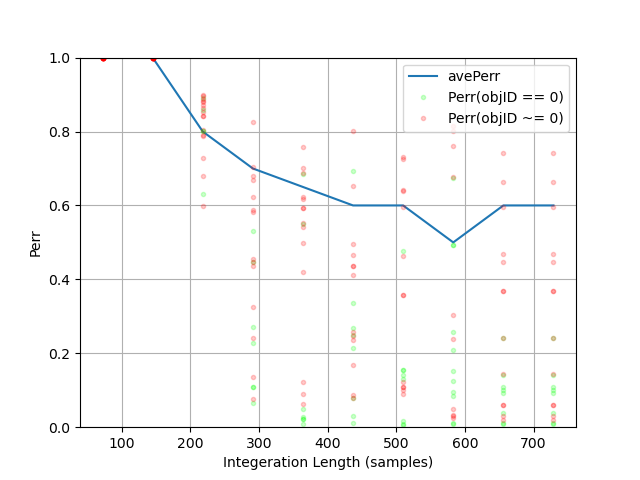 1.0
0.8
0.6
0.4
0.2
0.0
Perr
avePerr
Perr(objID == 0)
Perr(objID ~= 0)
100 200 300 400 500 600 700
Integeration Length (samples)